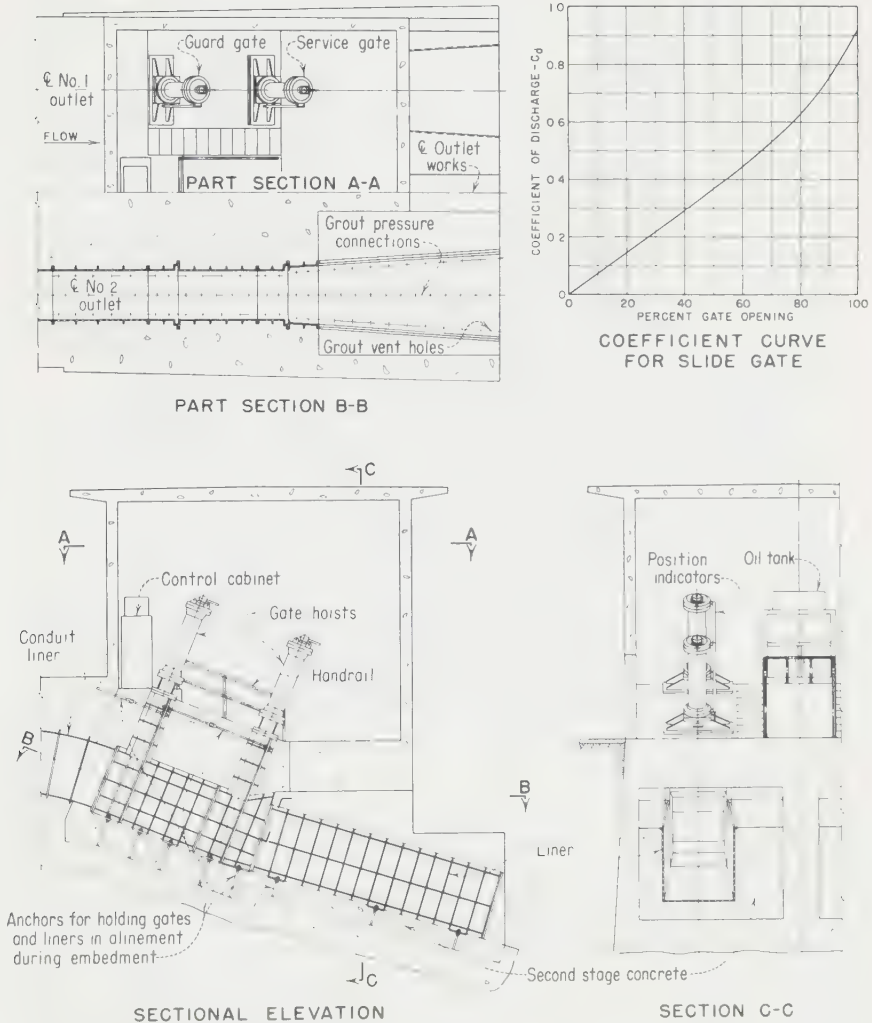 Guard gate
Service gate
℄ No. 1
outlet
FLOW
℄ Outlet
works
PART SECTION A-A
Grout pressure
connections
℄ No 2
outlet
Grout vent holes
PART SECTION B-B
COEFFICIENT OF DISCHARGE-Cd
1.0
0.8
0.6
0.4
0.2
0
0
20
40
60
80
100
PERCENT GATE OPENING
COEFFICIENT CURVE
FOR SLIDE GATE
C
A
A
Control cabinet
Gate hoists
Conduit
liner
Handrail
B
B
Anchors for holding gates
and liners in alinement
during embedment
C
Second stage concrete
SECTIONAL ELEVATION
Position
indicators
Oil tank
Liner
SECTION C-C